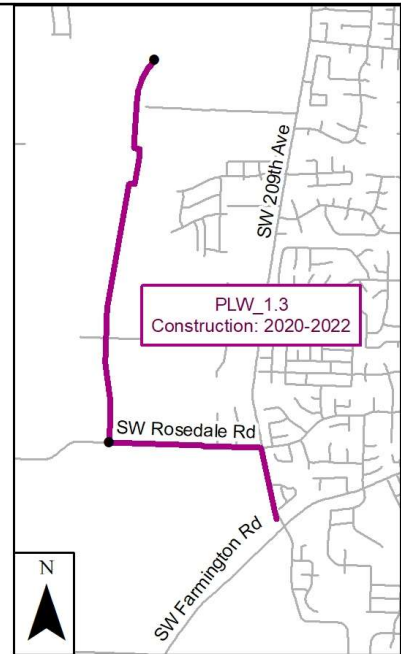 SW 209th Ave
PLW_1.3
Construction: 2020-2022
SW Rosedale Rd
SW Farmington Rd
N